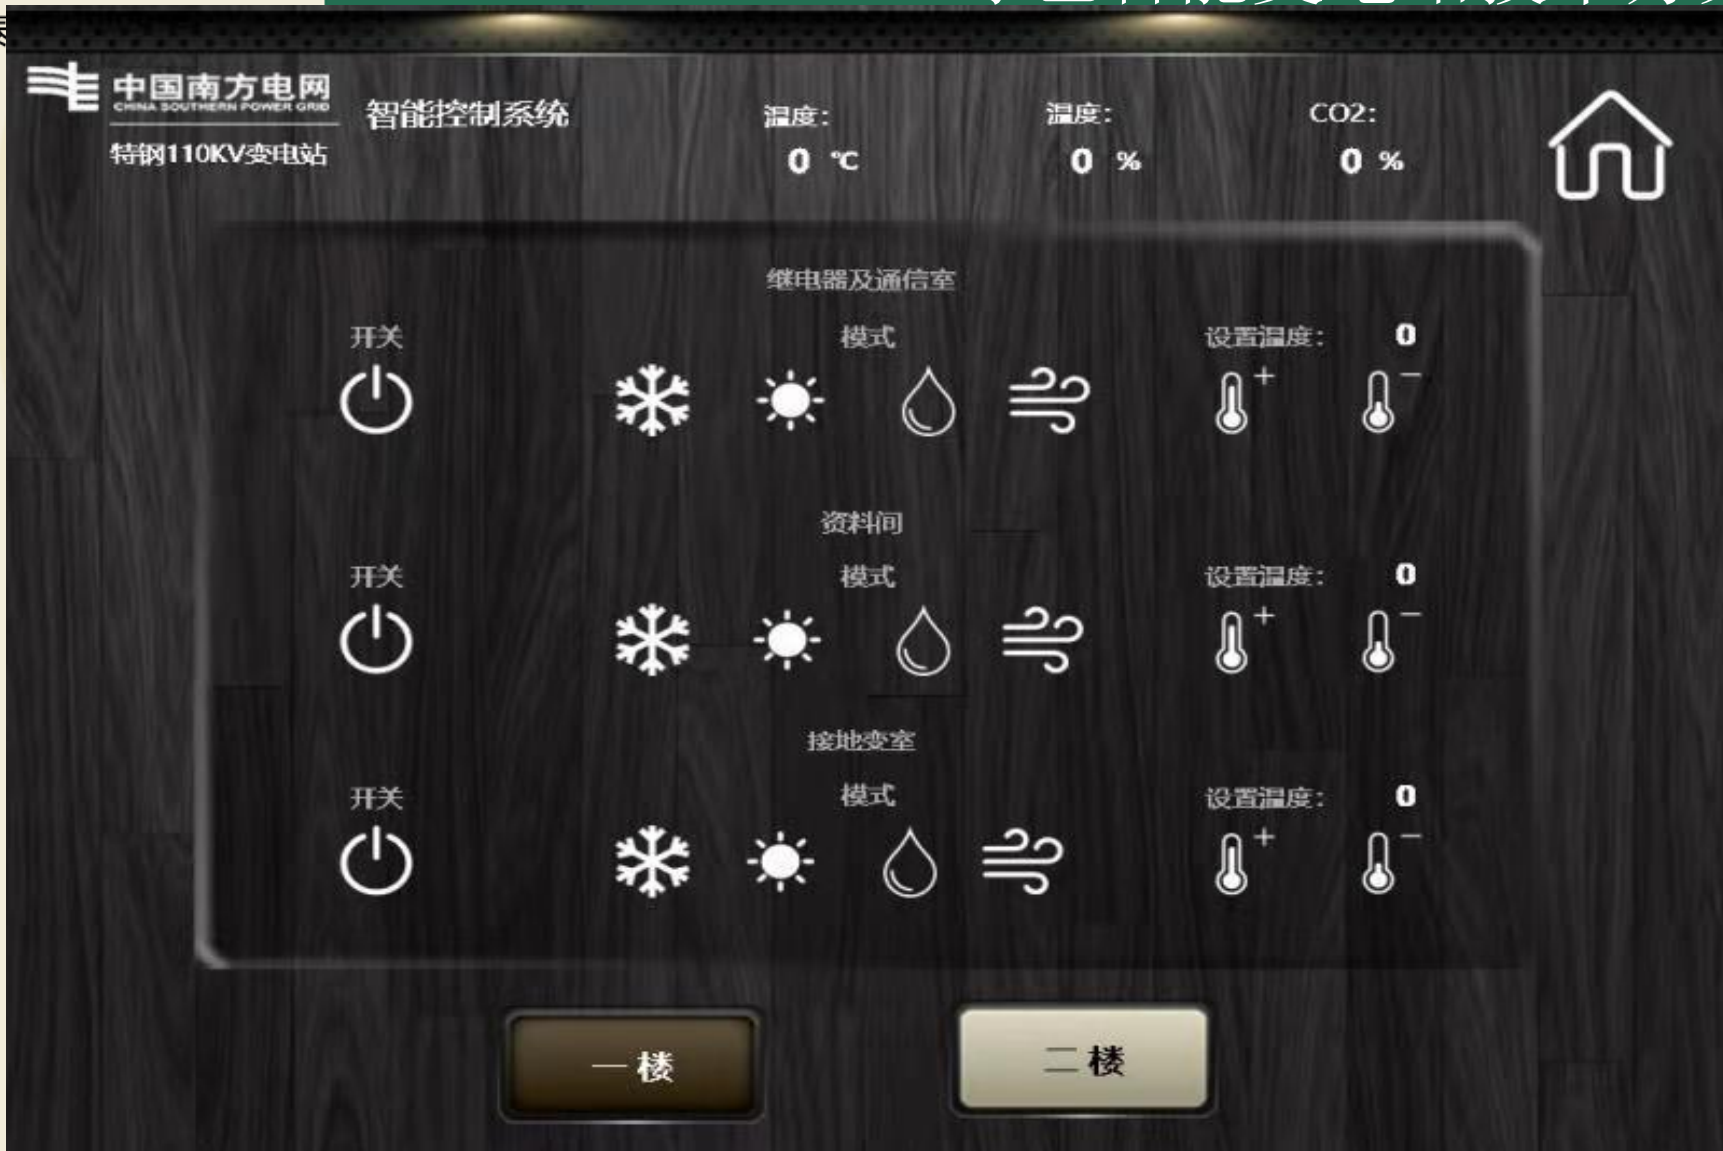 中国南方电网
CHINA SOUTHERN POWER GRID
特钢110KV变电站
智能控制系统
温度:
0 ℃
温度:
0 %
CO2:
0 %
继电器及通信室
开关
模式
设置温度: 0
+ −
资料间
开关
模式
设置温度: 0
+ −
接地变室
开关
模式
设置温度: 0
+ −
一楼
二楼